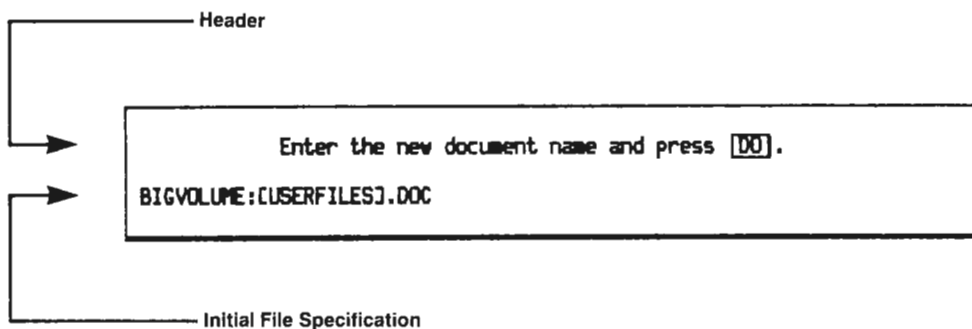 Header
Enter the new document name and press DO.
BIGVOLUME:[USERFILES].DOC
Initial File Specification